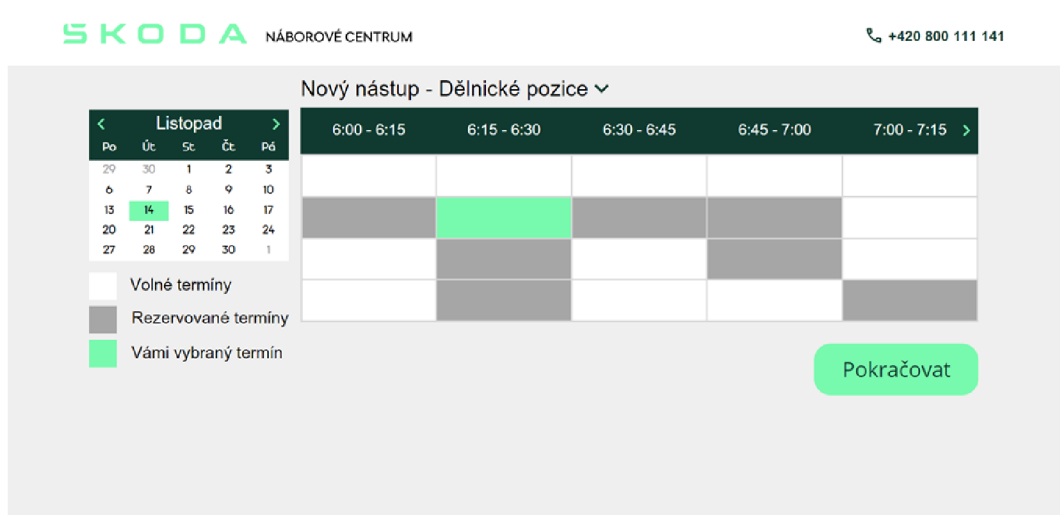 ŠKODA NÁBOROVÉ CENTRUM
+420 800 111 141
Nový nástup - Dělnické pozice
Listopad
Po Út St Čt Pá
29 30 1 2 3
6 7 8 9 10
13 14 15 16 17
20 21 22 23 24
27 28 29 30 1
6:00 - 6:15 6:15 - 6:30 6:30 - 6:45 6:45 - 7:00 7:00 - 7:15
Volné termíny
Rezervované termíny
Vámi vybraný termín
Pokračovat